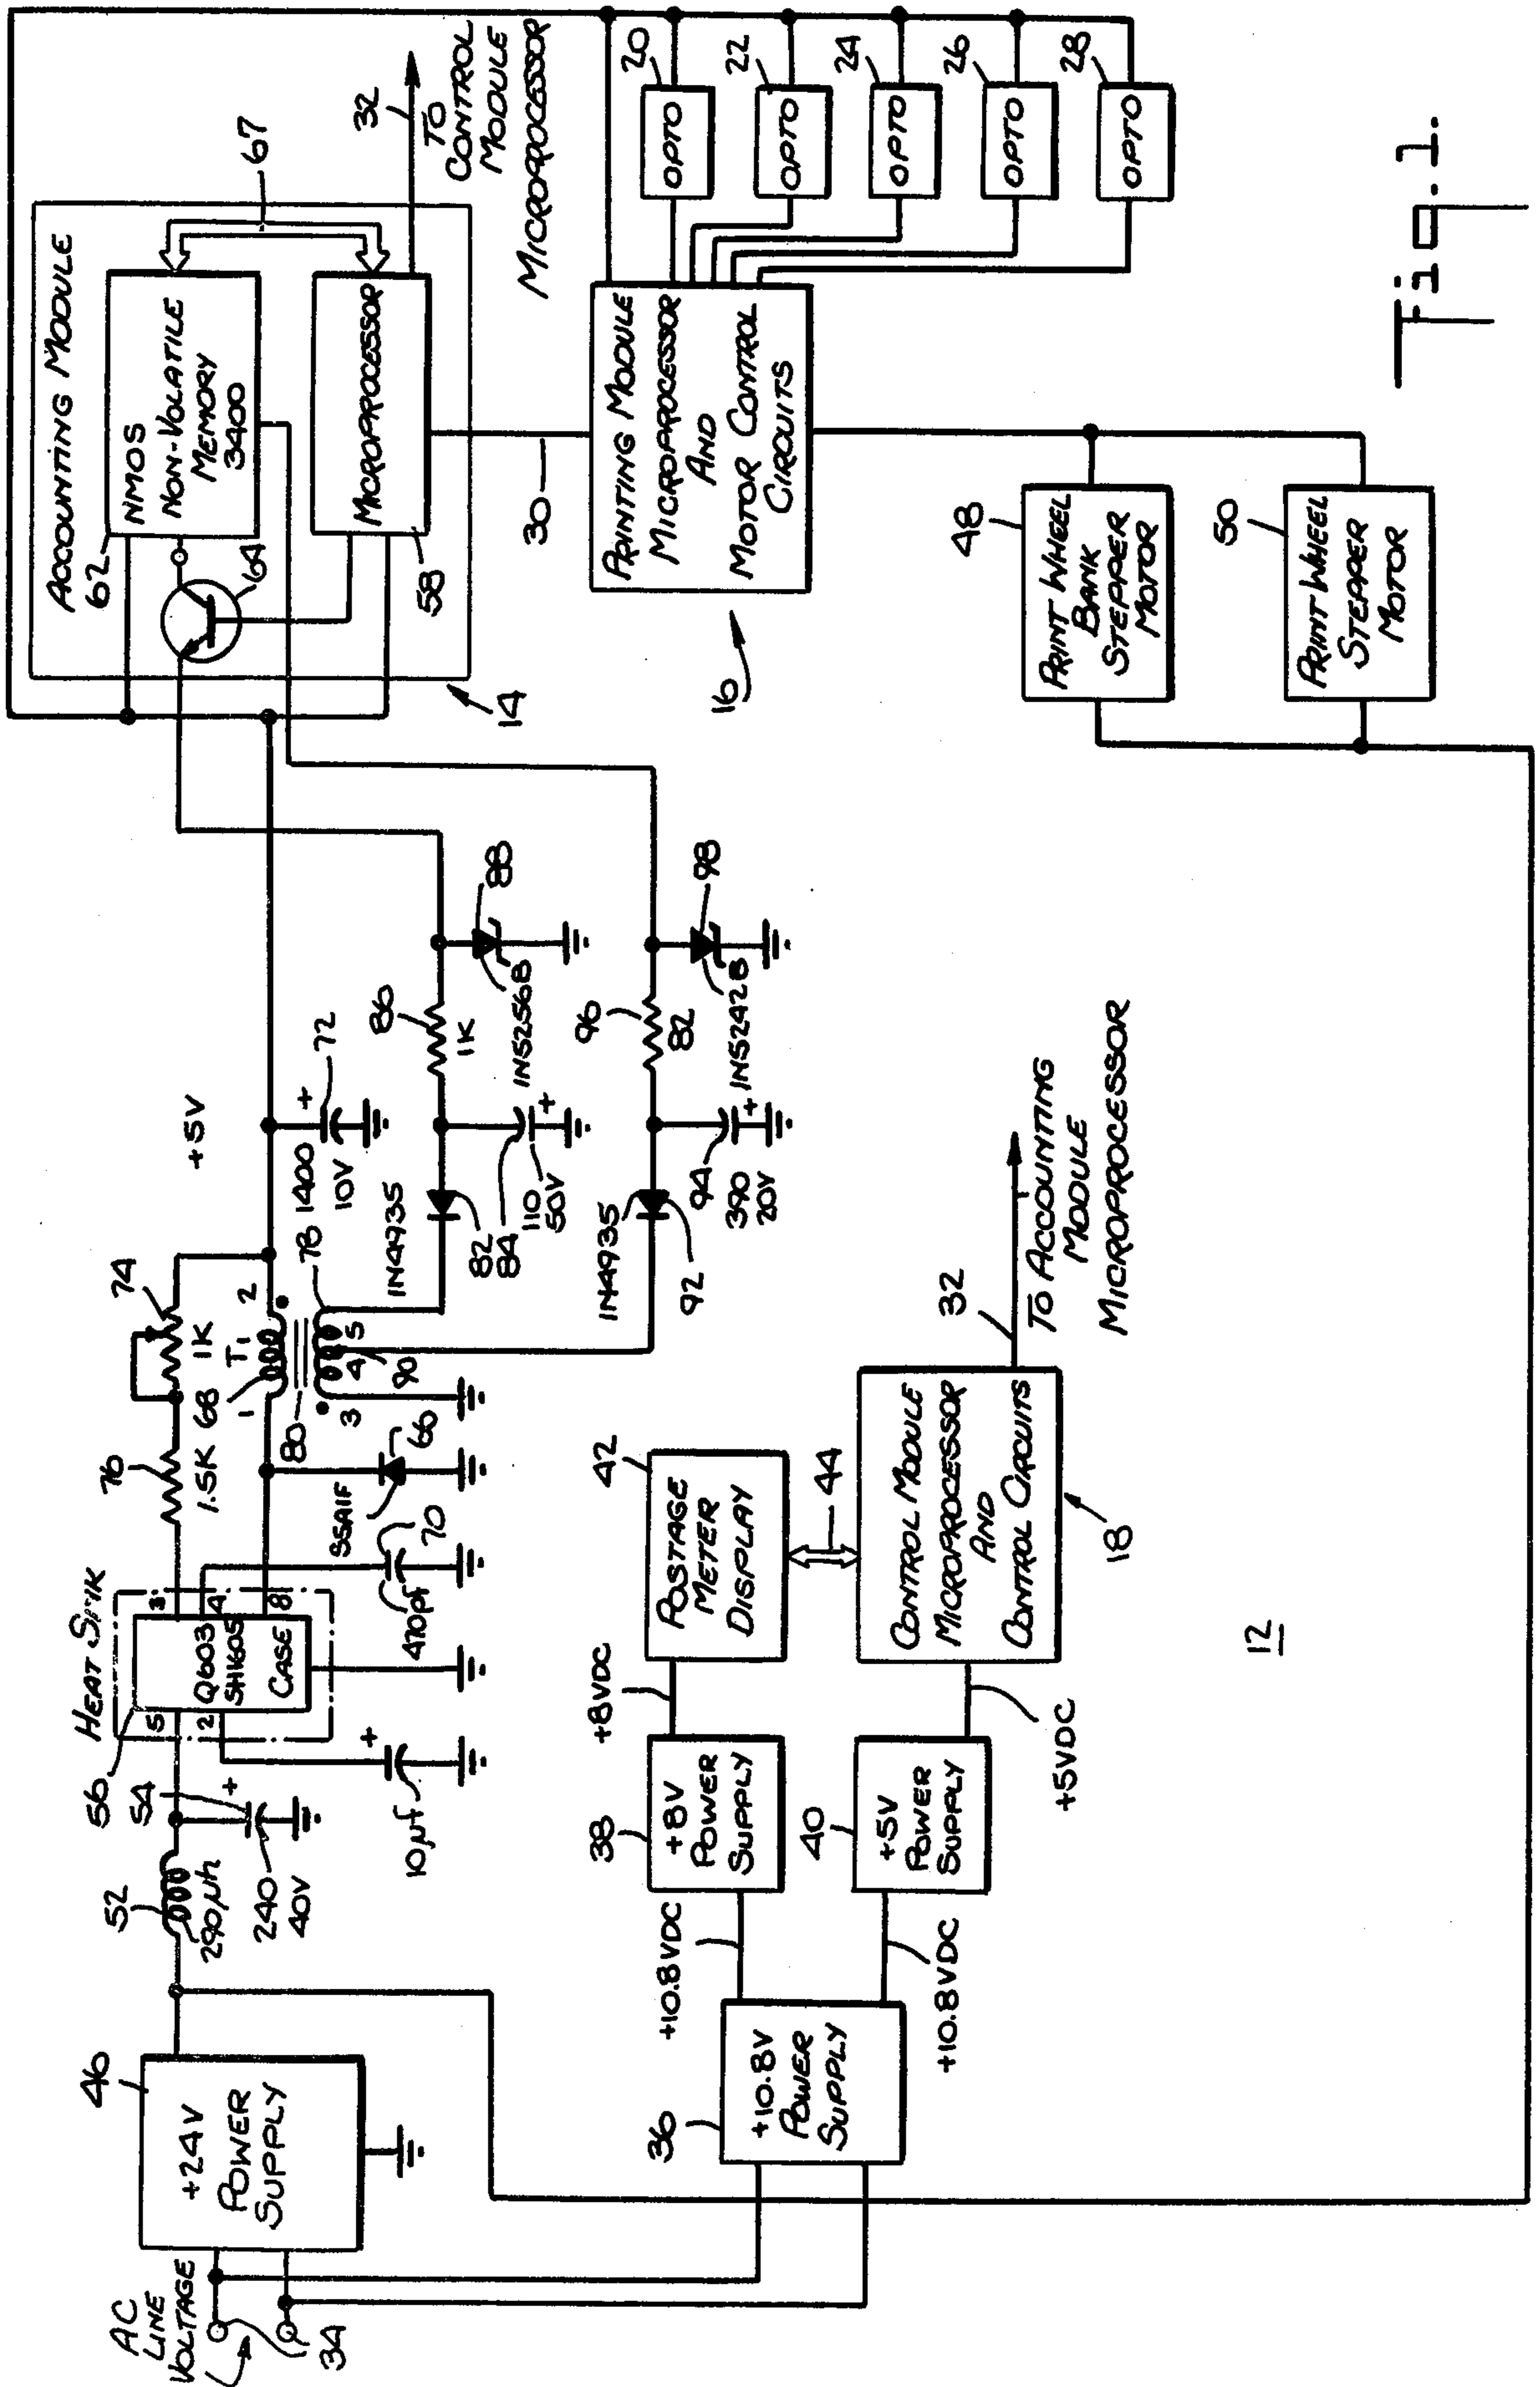 AC
LINE
VOLTAGE
34
46
+24V
POWER
SUPPLY
52
290µh
54
+
240
40V
HEAT SINK
56
5
2
Q603
SH1605
CASE
3
4
8
+
10µf
470pf
70
SSAIF
66
76
1.5K
74
1K
68
T1
1
2
80
78
3
4
5
90
+5V
1400
10V
+
72
1N4935
82
84
110
50V
+
86
1K
1N5256B
88
1N4935
92
94
390
20V
+
96
82
1N5242B
98
ACCOUNTING MODULE
62
NMOS
NON-VOLATILE
MEMORY
3400
64
67
MICROPROCESSOR
58
14
32
TO
CONTROL
MODULE
MICROPROCESSOR
30
PRINTING MODULE
MICROPROCESSOR
AND
MOTOR CONTROL
CIRCUITS
16
OPTO
20
OPTO
22
OPTO
24
OPTO
26
OPTO
28
48
PRINT WHEEL
BANK
STEPPER
MOTOR
50
PRINT WHEEL
STEPPER
MOTOR
36
+10.8V
POWER
SUPPLY
+10.8VDC
+10.8VDC
38
+8V
POWER
SUPPLY
+8VDC
40
+5V
POWER
SUPPLY
+5VDC
42
POSTAGE
METER
DISPLAY
44
CONTROL MODULE
MICROPROCESSOR
AND
CONTROL CIRCUITS
18
32
TO ACCOUNTING
MODULE
MICROPROCESSOR
12
Fig. 1.